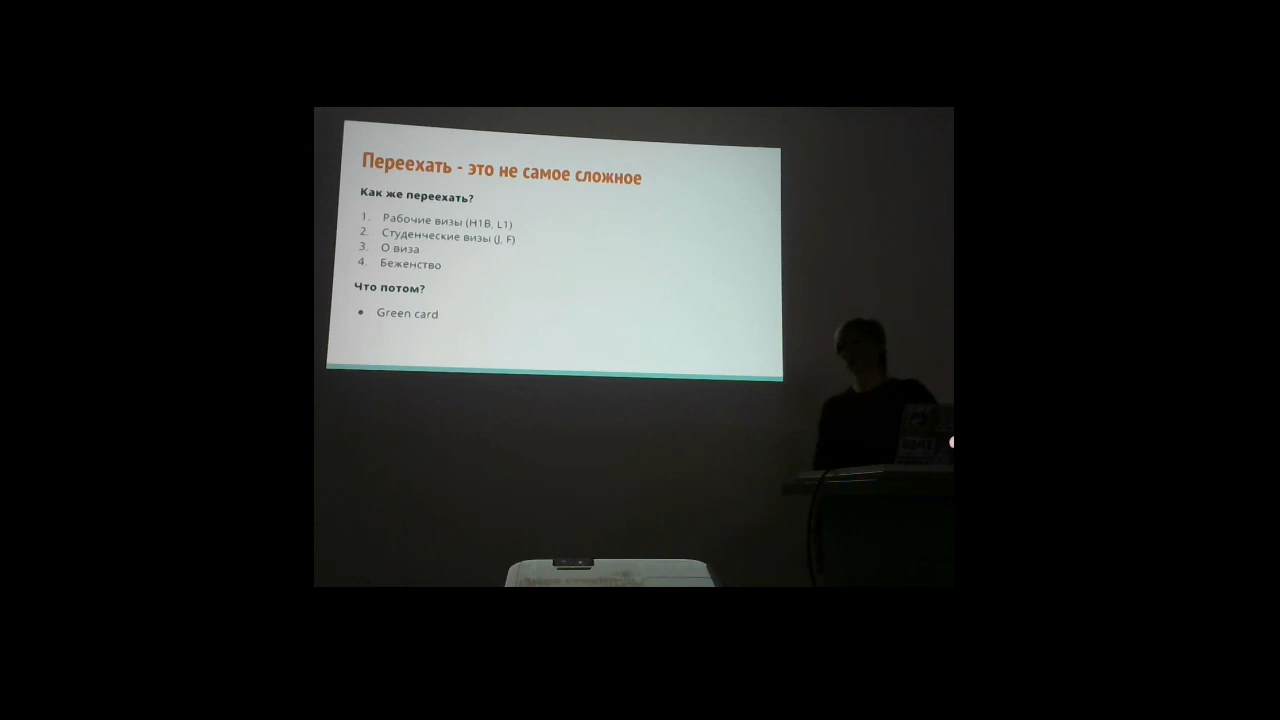 Переехать - это не самое сложное
Как же переехать?
1. Рабочие визы (H1B, L1)
2. Студенческие визы (J, F)
3. О виза
4. Беженство
Что потом?
● Green card